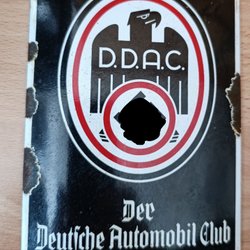 D.D.A.C.
Der
Deutsche Automobil Club